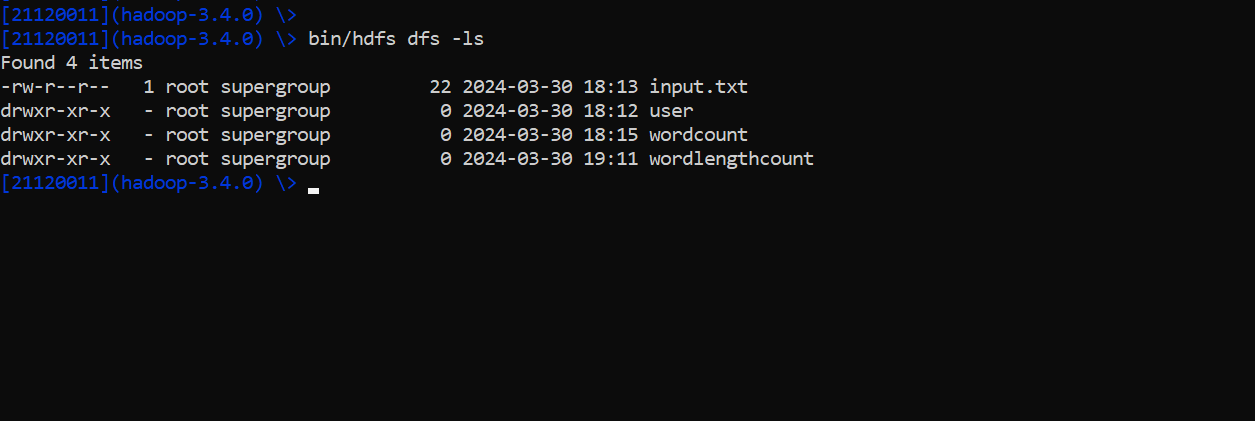 [21120011](hadoop-3.4.0) \>
[21120011](hadoop-3.4.0) \> bin/hdfs dfs -ls
Found 4 items
-rw-r--r--   1 root supergroup         22 2024-03-30 18:13 input.txt
drwxr-xr-x   - root supergroup          0 2024-03-30 18:12 user
drwxr-xr-x   - root supergroup          0 2024-03-30 18:15 wordcount
drwxr-xr-x   - root supergroup          0 2024-03-30 19:11 wordlengthcount
[21120011](hadoop-3.4.0) \>